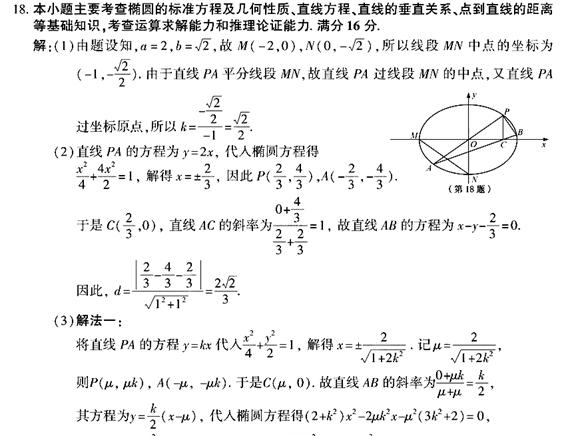 18. 本小题主要考查椭圆的标准方程及几何性质、直线方程、直线的垂直关系、点到直线的距离
等基础知识,考查运算求解能力和推理论证能力. 满分16分.
解:(1)由题设知,a=2,b=√2,故 M(-2,0),N(0,-√2),所以线段 MN 中点的坐标为
(-1,-√2/2). 由于直线 PA 平分线段 MN,故直线 PA 过线段 MN 的中点,又直线 PA
过坐标原点,所以 k=(-√2/2)/(-1)=√2/2.
y
P
M
O
C
B
x
A
N
(第18题)
(2)直线 PA 的方程为 y=2x, 代入椭圆方程得
x²/4+4x²/2=1, 解得 x=±2/3, 因此 P(2/3,4/3),A(-2/3,-4/3).
于是 C(2/3,0), 直线 AC 的斜率为(0+4/3)/(2/3+2/3)=1, 故直线 AB 的方程为 x-y-2/3=0.
因此, d=|2/3-4/3-2/3|/√(1²+1²)=2√2/3.
(3)解法一:
将直线 PA 的方程 y=kx 代入 x²/4+y²/2=1, 解得 x=±2/√(1+2k²). 记 μ=2/√(1+2k²),
则P(μ, μk), A(-μ, -μk). 于是C(μ, 0). 故直线 AB 的斜率为(0+μk)/(μ+μ)=k/2,
其方程为y=k/2(x-μ), 代入椭圆方程得(2+k²)x²-2μk²x-μ²(3k²+2)=0,